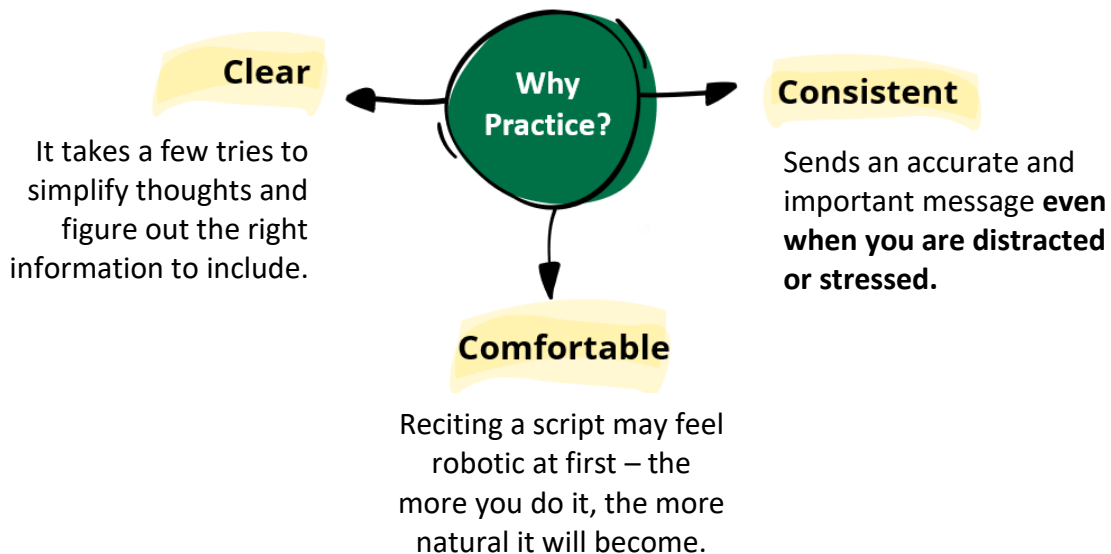 Why
Practice?
Clear
It takes a few tries to
simplify thoughts and
figure out the right
information to include.
Consistent
Sends an accurate and
important message even
when you are distracted
or stressed.
Comfortable
Reciting a script may feel
robotic at first – the
more you do it, the more
natural it will become.